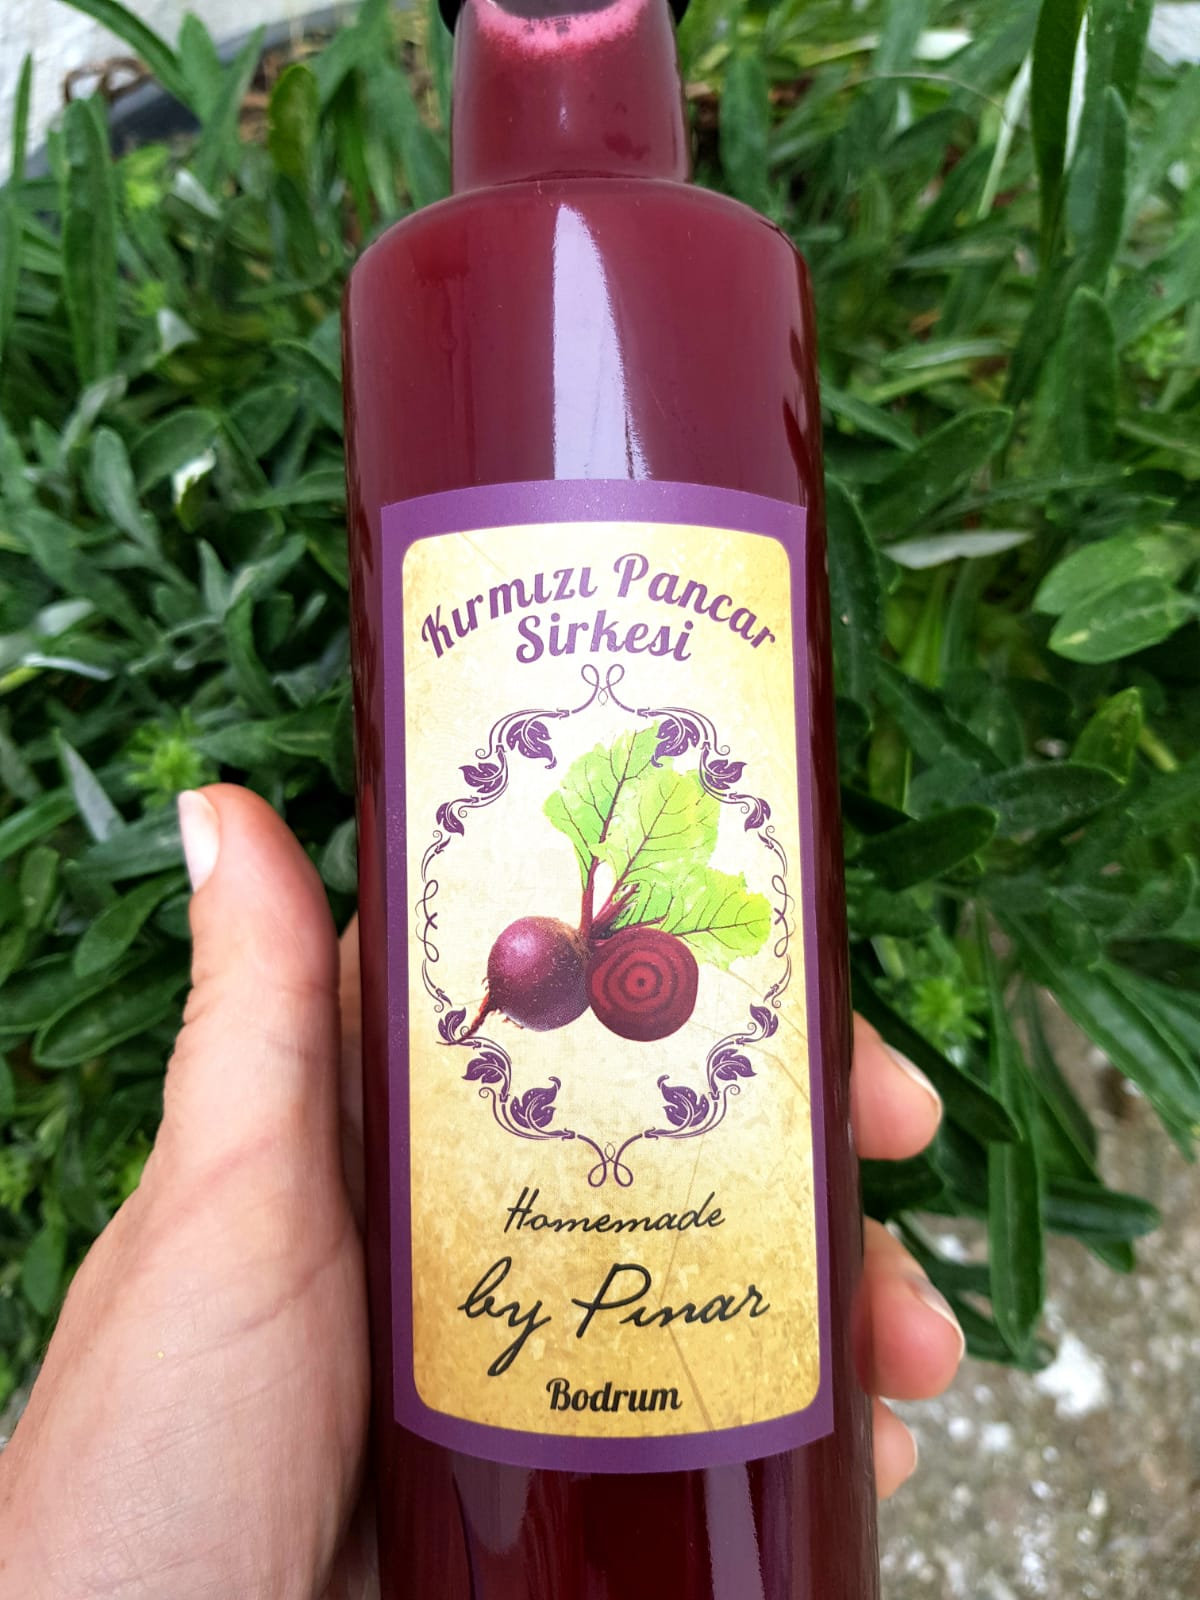 Kırmızı Pancar
Sirkesi
Homemade
by Pınar
Bodrum